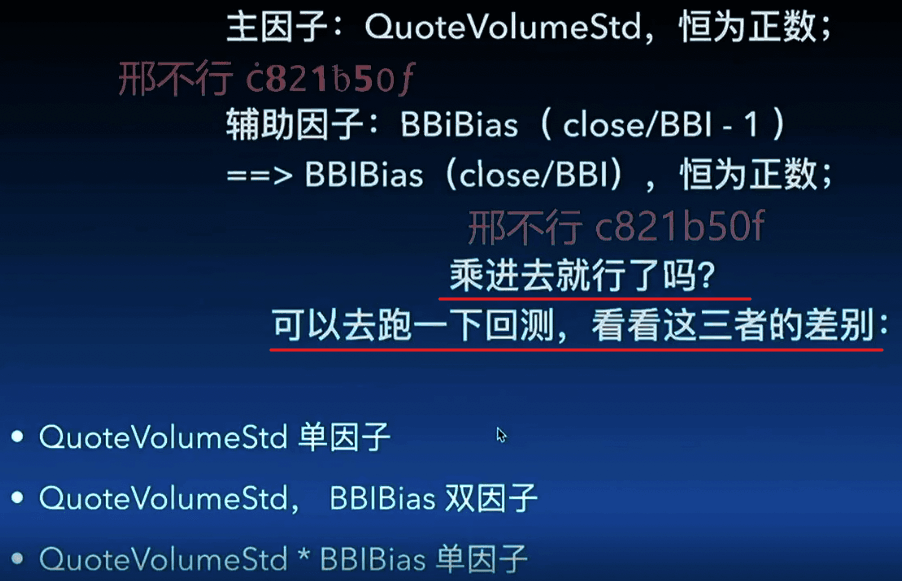 主因子：QuoteVolumeStd，恒为正数；
邢不行 c821b50f
辅助因子：BBiBias（ close/BBI - 1 ）
==> BBIBias（close/BBI），恒为正数；
邢不行 c821b50f
乘进去就行了吗？
可以去跑一下回测，看看这三者的差别：
• QuoteVolumeStd 单因子
• QuoteVolumeStd， BBIBias 双因子
• QuoteVolumeStd * BBIBias 单因子